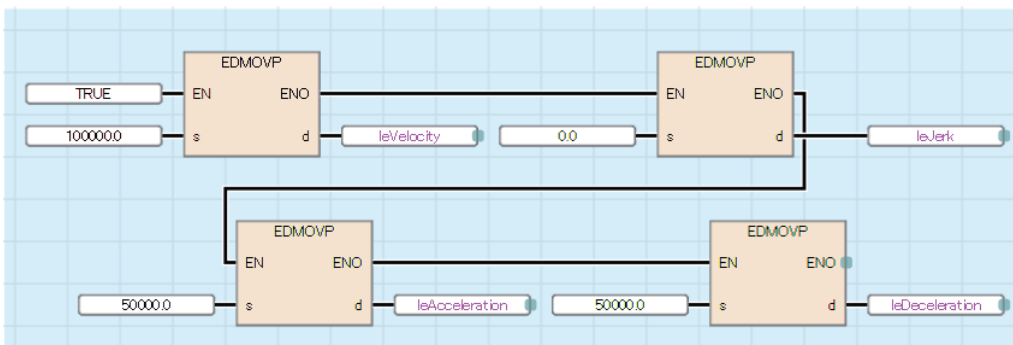 EDMOVP EDMOVP
TRUE EN ENO EN ENO
100000.0 s d leVelocity 0.0 s d leJerk
EDMOVP EDMOVP
EN ENO EN ENO
50000.0 s d leAcceleration 50000.0 s d leDeceleration